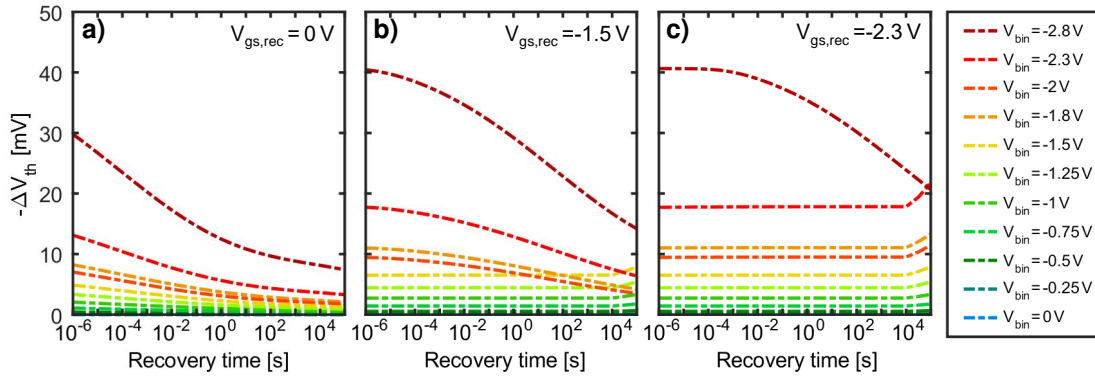 a) V_gs,rec = 0 V
b) V_gs,rec = -1.5 V
c) V_gs,rec = -2.3 V
-ΔV_th [mV]
50
40
30
20
10
0
10^-6 10^-4 10^-2 10^0 10^2 10^4
10^-6 10^-4 10^-2 10^0 10^2 10^4
10^-6 10^-4 10^-2 10^0 10^2 10^4
Recovery time [s]
Recovery time [s]
Recovery time [s]
V_bin = -2.8 V
V_bin = -2.3 V
V_bin = -2 V
V_bin = -1.8 V
V_bin = -1.5 V
V_bin = -1.25 V
V_bin = -1 V
V_bin = -0.75 V
V_bin = -0.5 V
V_bin = -0.25 V
V_bin = 0 V